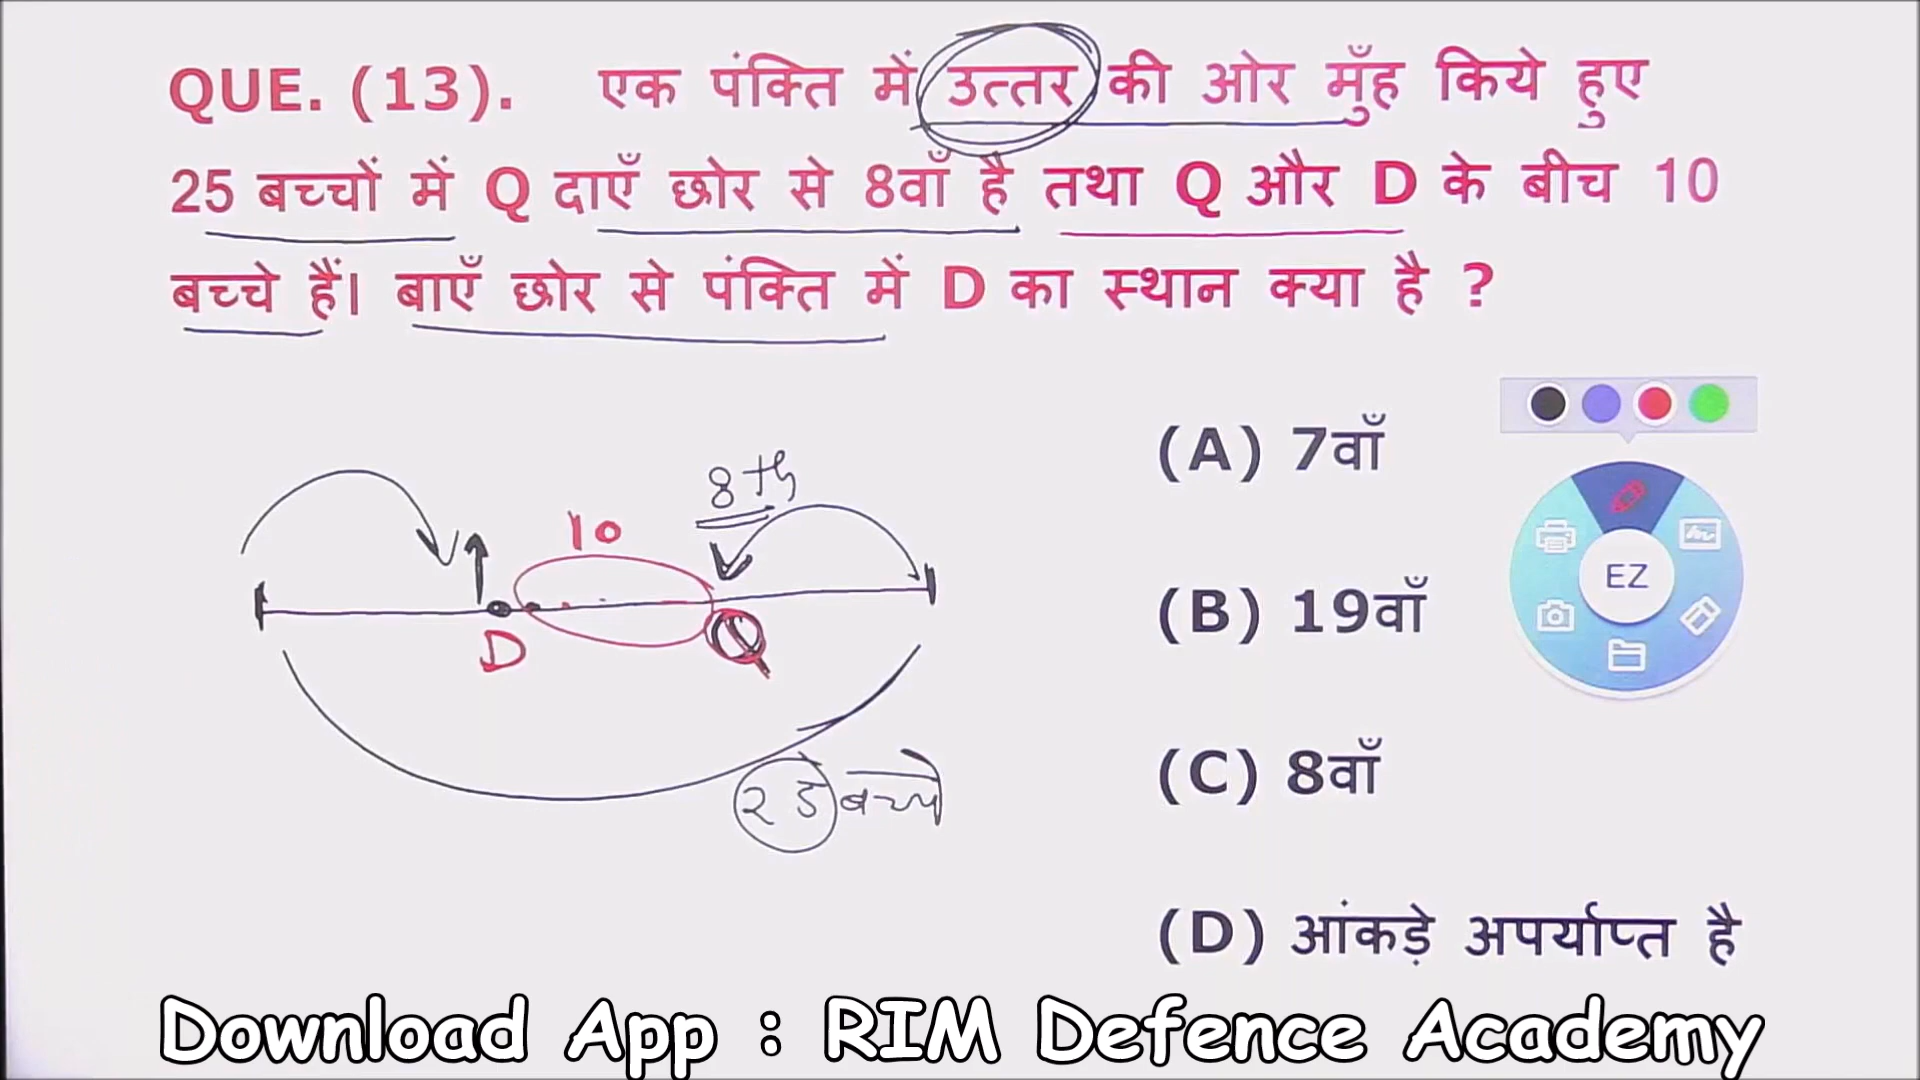 QUE. (13). एक पंक्ति में उत्तर की ओर मुँह किये हुए
25 बच्चों में Q दाएँ छोर से 8वाँ है तथा Q और D के बीच 10
बच्चे हैं। बाएँ छोर से पंक्ति में D का स्थान क्या है ?
8th
10
D
Q
25 बच्चे
(A) 7वाँ
(B) 19वाँ
(C) 8वाँ
(D) आंकड़े अपर्याप्त है
EZ
Download App : RIM Defence Academy